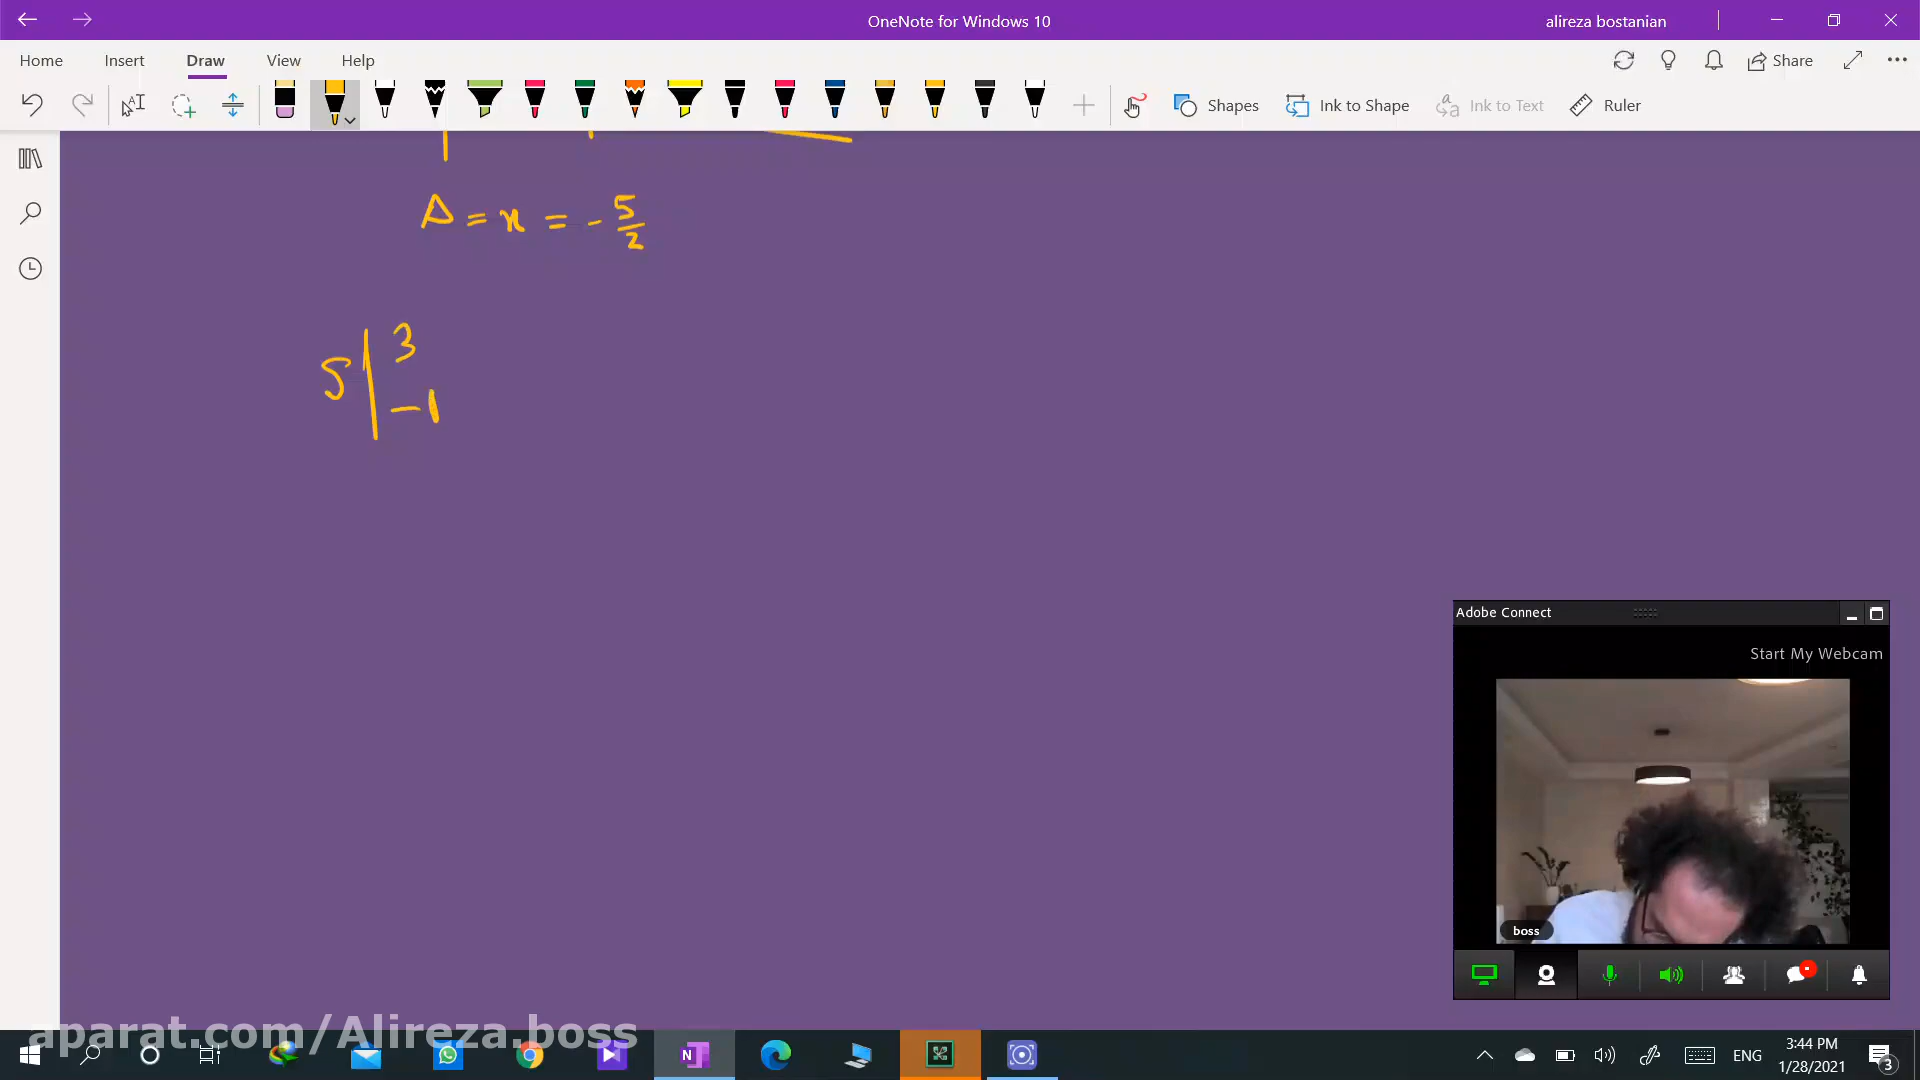 OneNote for Windows 10
alireza bostanian
Home Insert Draw View Help
Share
Shapes
Ink to Shape
Ink to Text
Ruler
Δ = x = - 5/2
S | 3
-1
Adobe Connect
Start My Webcam
boss
aparat.com/Alireza.boss
ENG
3:44 PM
1/28/2021
3